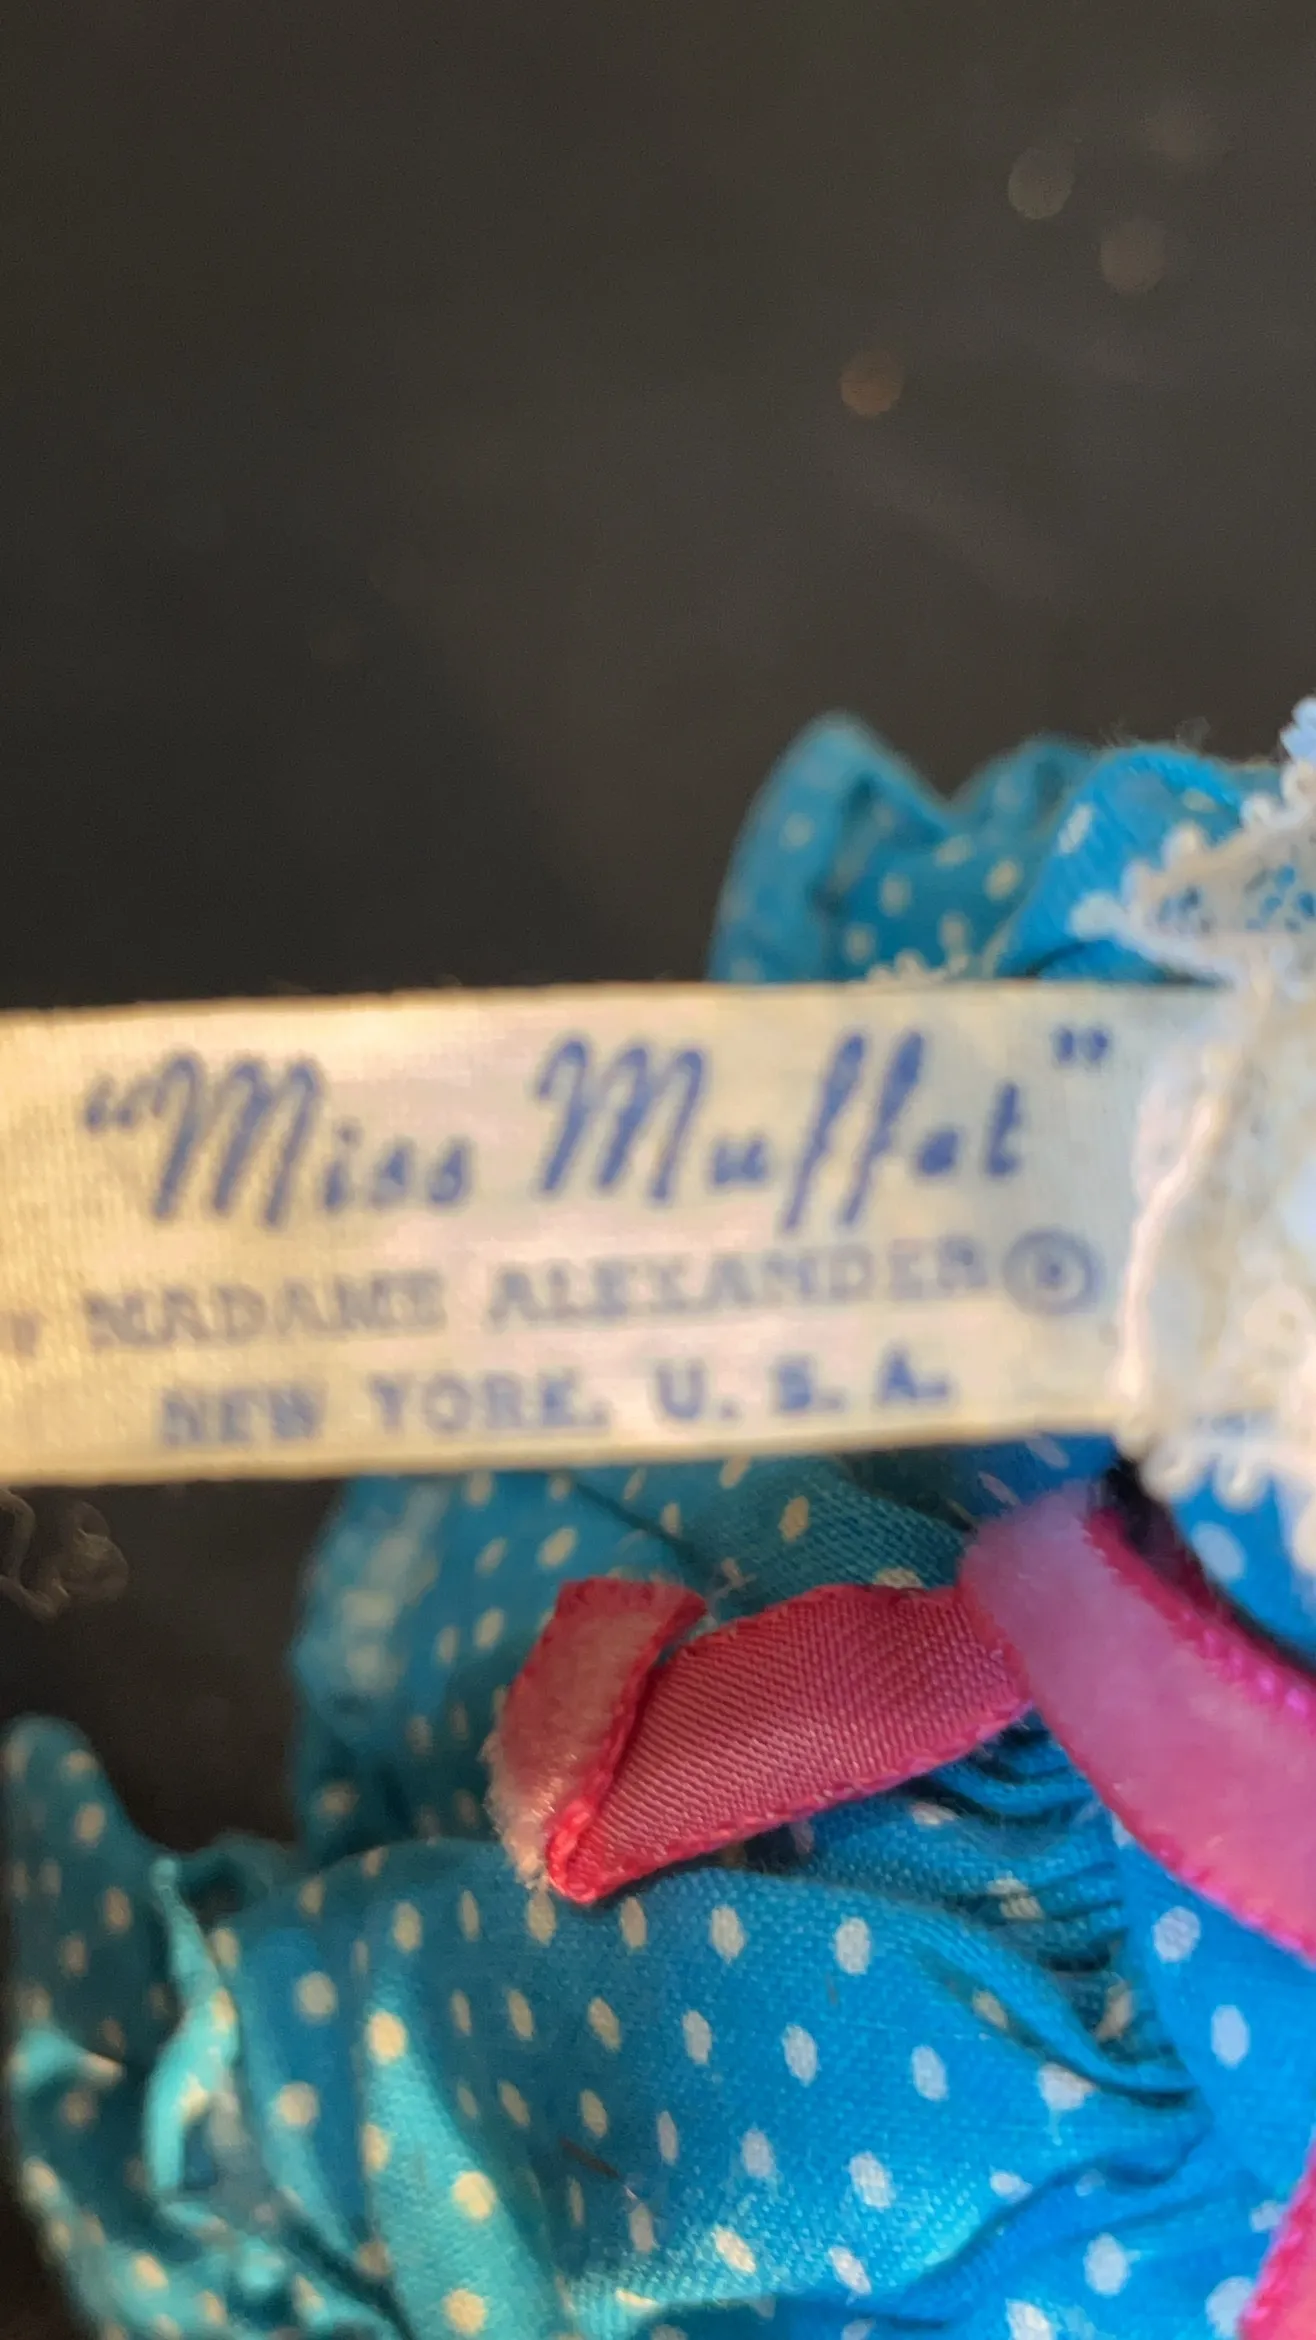 "Miss Muffet"
MADAME ALEXANDER®
NEW YORK, U. S. A.